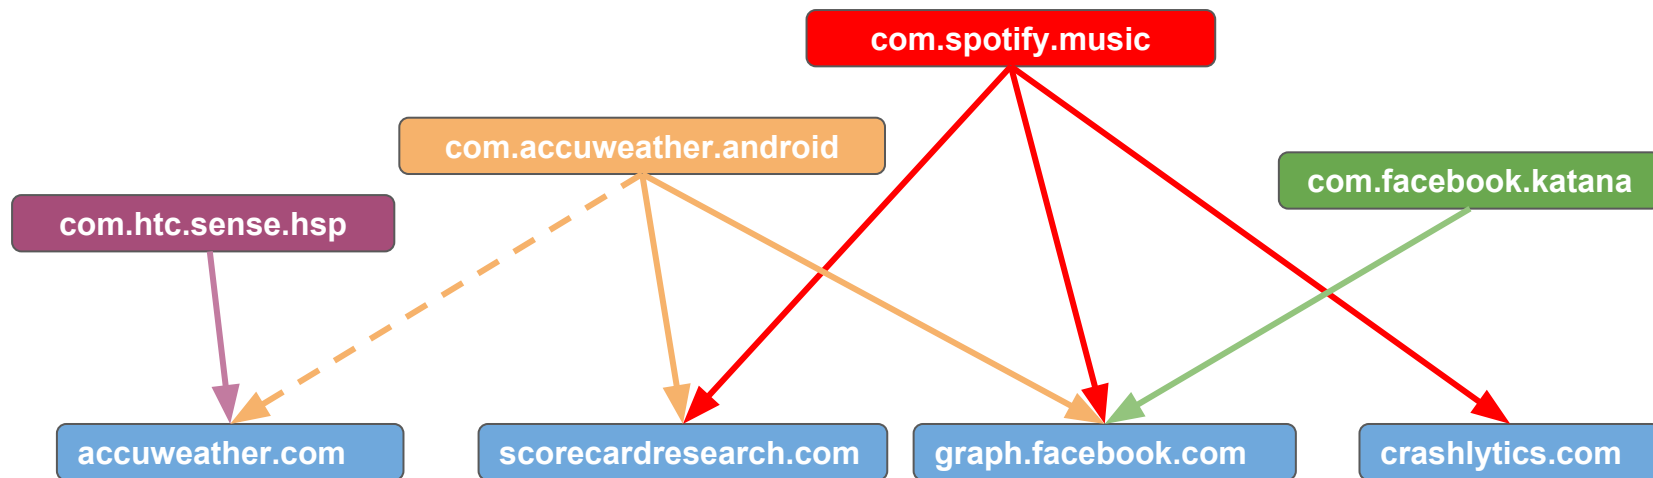 com.spotify.music
com.accuweather.android
com.facebook.katana
com.htc.sense.hsp
accuweather.com
scorecardresearch.com
graph.facebook.com
crashlytics.com